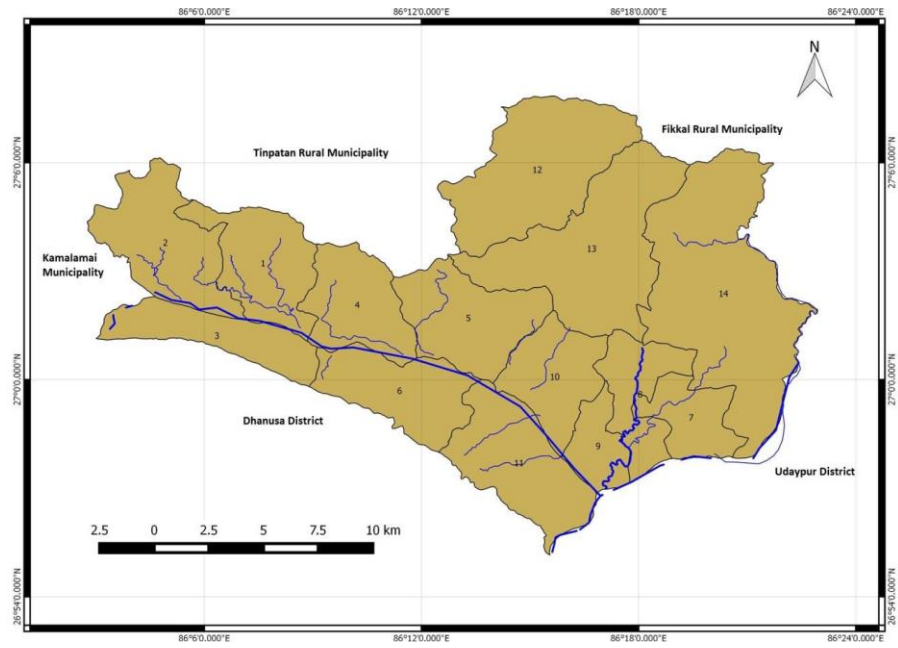 86°6'0.000"E 86°12'0.000"E 86°18'0.000"E 86°24'0.000"E
N
Fikkal Rural Municipality
Tinpatan Rural Municipality
27°6'0.000"N 27°6'0.000"N
12
2
13
1
Kamalamai
Municipality
14
4
5
3
10
27°0'0.000"N 27°0'0.000"N
6
8
7
Dhanusa District
9
11
Udaypur District
2.5 0 2.5 5 7.5 10 km
26°54'0.000"N 26°54'0.000"N
86°6'0.000"E 86°12'0.000"E 86°18'0.000"E 86°24'0.000"E